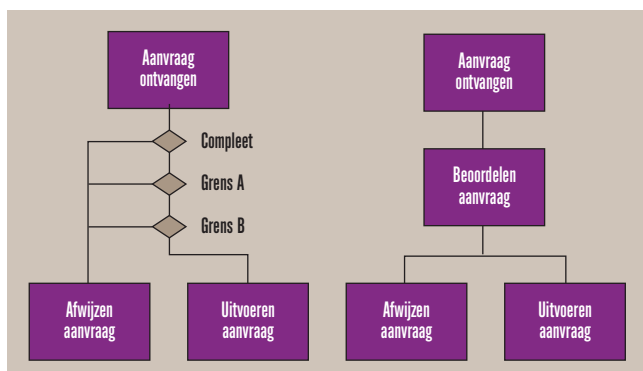 Aanvraag
ontvangen
Compleet
Grens A
Grens B
Afwijzen
aanvraag
Uitvoeren
aanvraag
Aanvraag
ontvangen
Beoordelen
aanvraag
Afwijzen
aanvraag
Uitvoeren
aanvraag